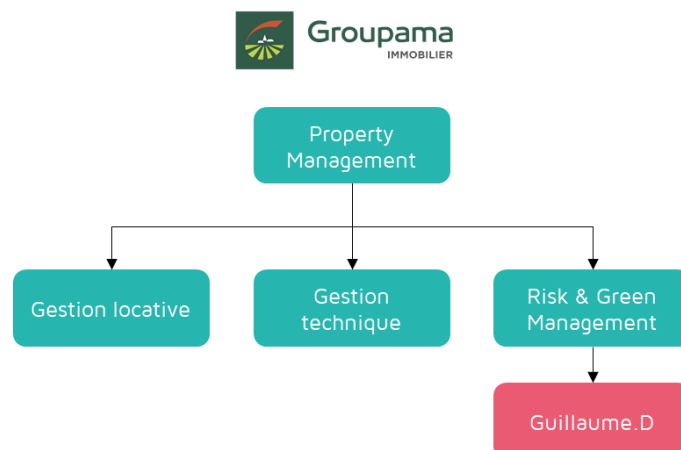 Groupama
IMMOBILIER
Property
Management
Gestion locative
Gestion
technique
Risk & Green
Management
Guillaume.D